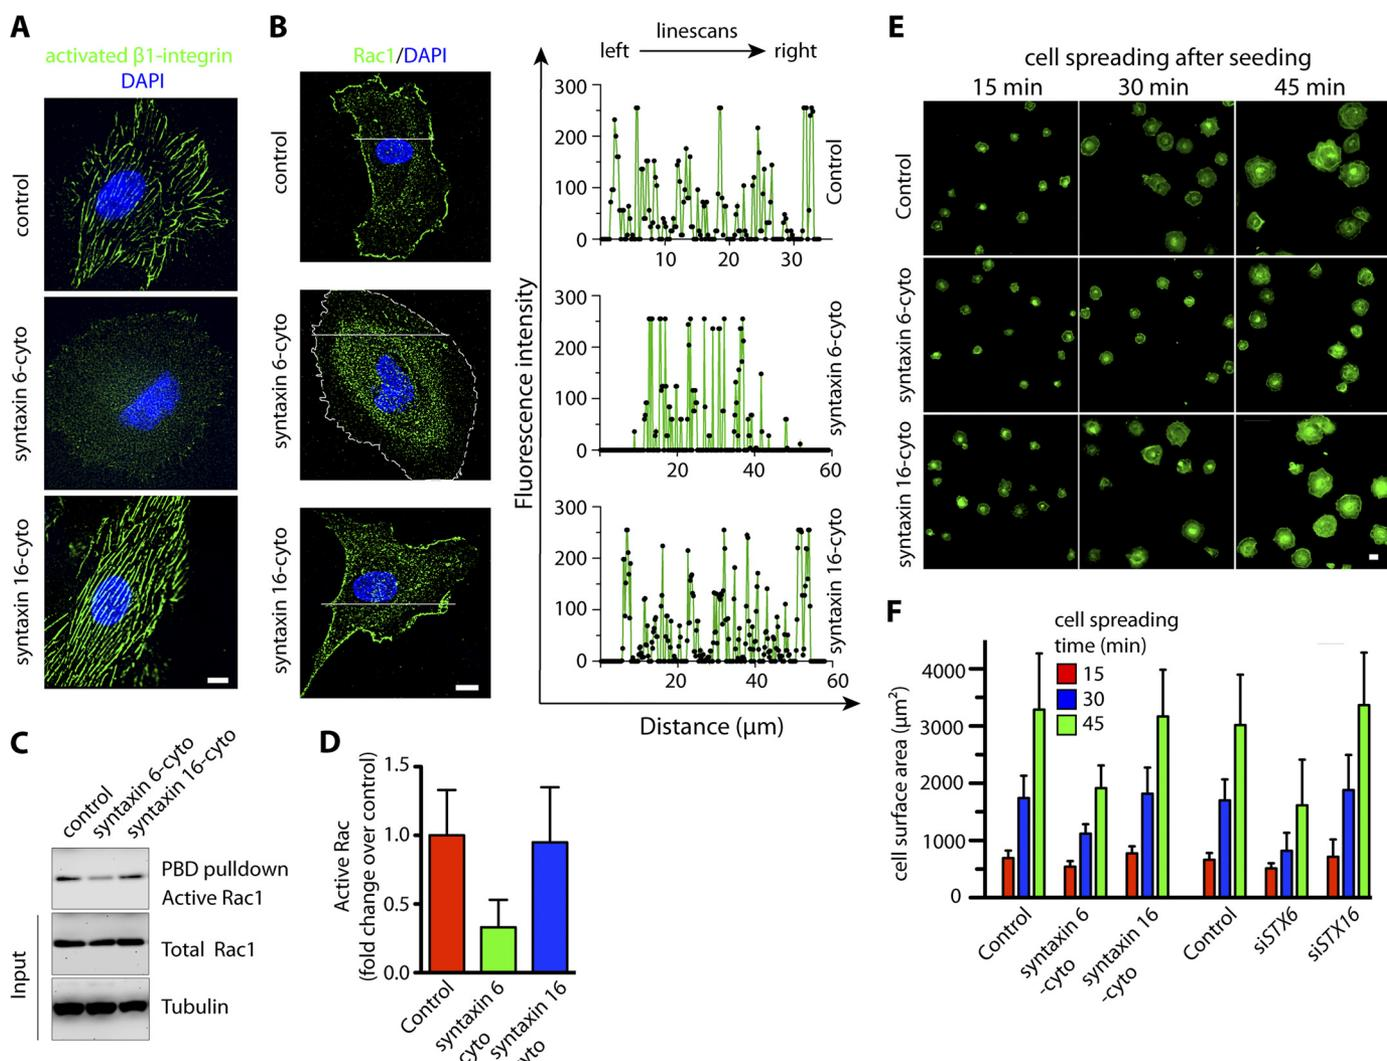 A
activated β1-integrin
DAPI
control
syntaxin 6-cyto
syntaxin 16-cyto
B
Rac1/DAPI
control
syntaxin 6-cyto
syntaxin 16-cyto
linescans
left right
Fluorescence intensity
300
200
100
0
10 20 30
Control
300
200
100
0
20 40 60
syntaxin 6-cyto
300
200
100
0
20 40 60
syntaxin 16-cyto
Distance (µm)
C
control
syntaxin 6-cyto
syntaxin 16-cyto
PBD pulldown
Active Rac1
Total Rac1
Tubulin
Input
D
Active Rac
(fold change over control)
1.5
1.0
0.5
0.0
Control
syntaxin 6
cyto
syntaxin 16
cyto
E
cell spreading after seeding
15 min 30 min 45 min
Control
syntaxin 6-cyto
syntaxin 16-cyto
F
cell spreading
time (min)
15
30
45
cell surface area (µm²)
4000
3000
2000
1000
0
Control
syntaxin 6
-cyto
syntaxin 16
-cyto
Control
siSTX6
siSTX16